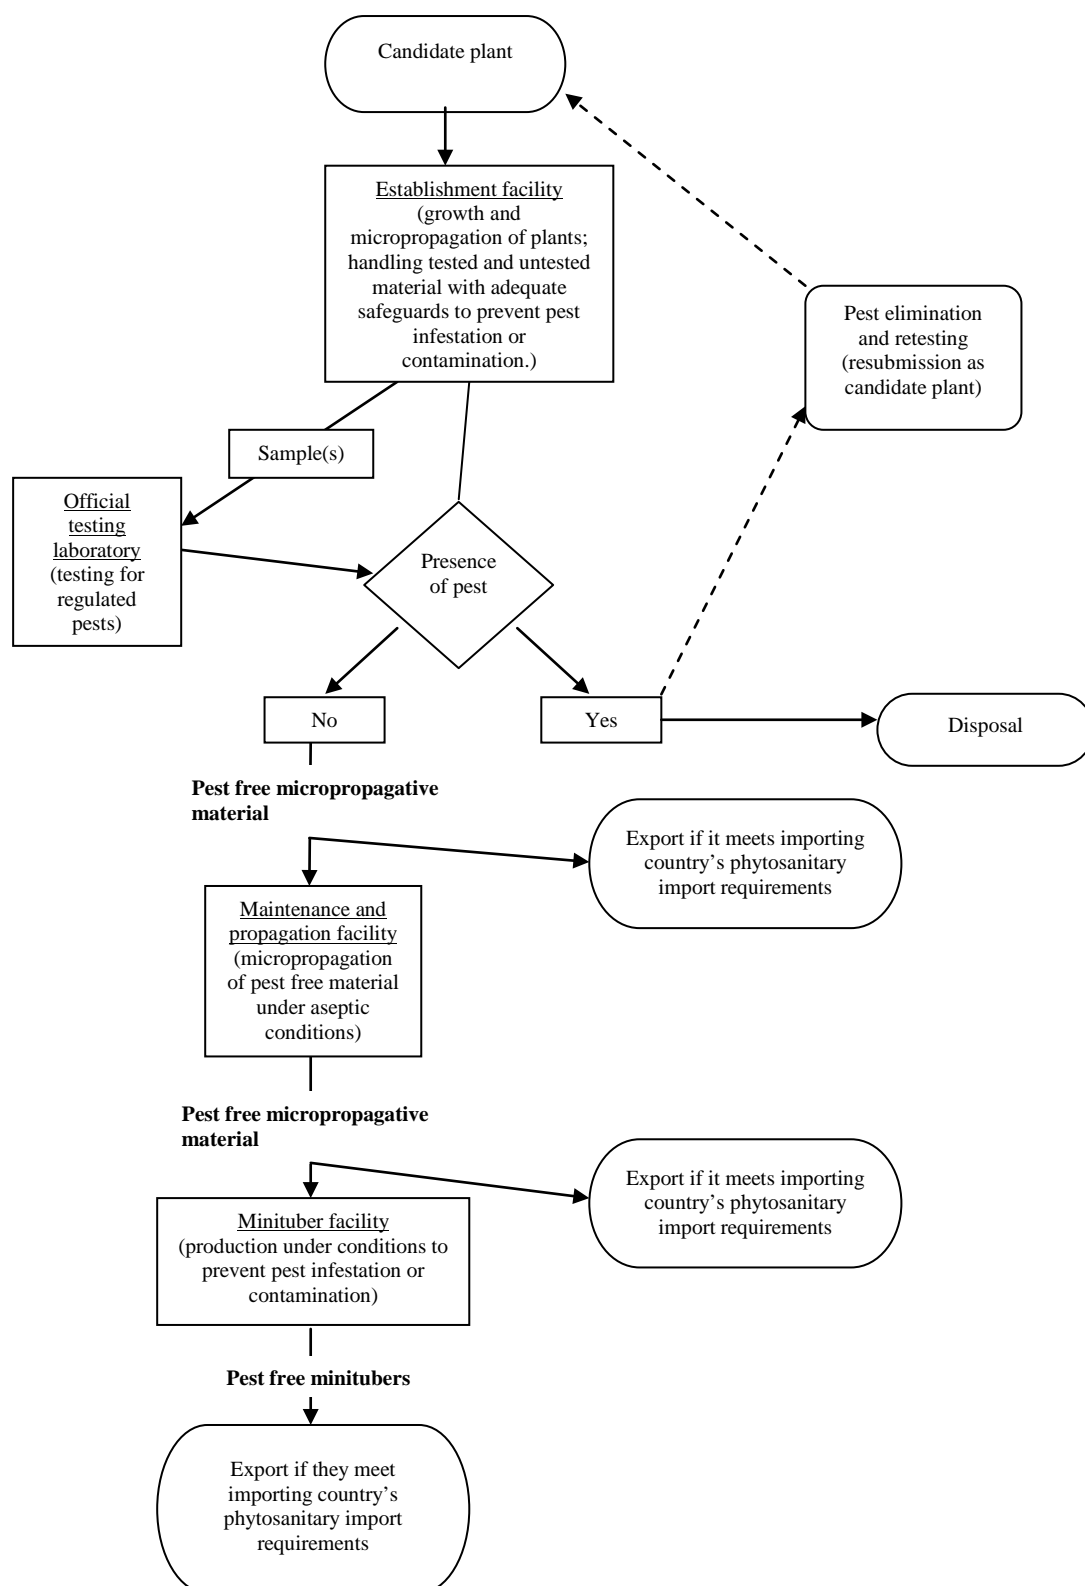 Candidate plant
Establishment facility
(growth and
micropropagation of plants;
handling tested and untested
material with adequate
safeguards to prevent pest
infestation or
contamination.)
Pest elimination
and retesting
(resubmission as
candidate plant)
Sample(s)
Official
testing
laboratory
(testing for
regulated
pests)
Presence
of pest
No
Yes
Disposal
Pest free micropropagative
material
Export if it meets importing
country’s phytosanitary
import requirements
Maintenance and
propagation facility
(micropropagation
of pest free material
under aseptic
conditions)
Pest free micropropagative
material
Export if it meets importing
country’s phytosanitary
import requirements
Minituber facility
(production under conditions to
prevent pest infestation or
contamination)
Pest free minitubers
Export if they meet
importing country’s
phytosanitary import
requirements